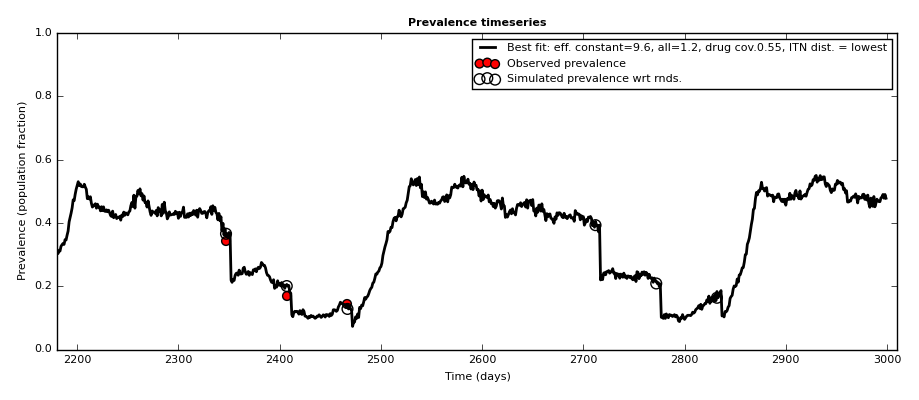 Prevalence timeseries
1.0
0.8
0.6
0.4
0.2
0.0
Prevalence (population fraction)
Best fit: eff. constant=9.6, all=1.2, drug cov.0.55, ITN dist. = lowest
Observed prevalence
Simulated prevalence wrt rnds.
2200 2300 2400 2500 2600 2700 2800 2900 3000
Time (days)